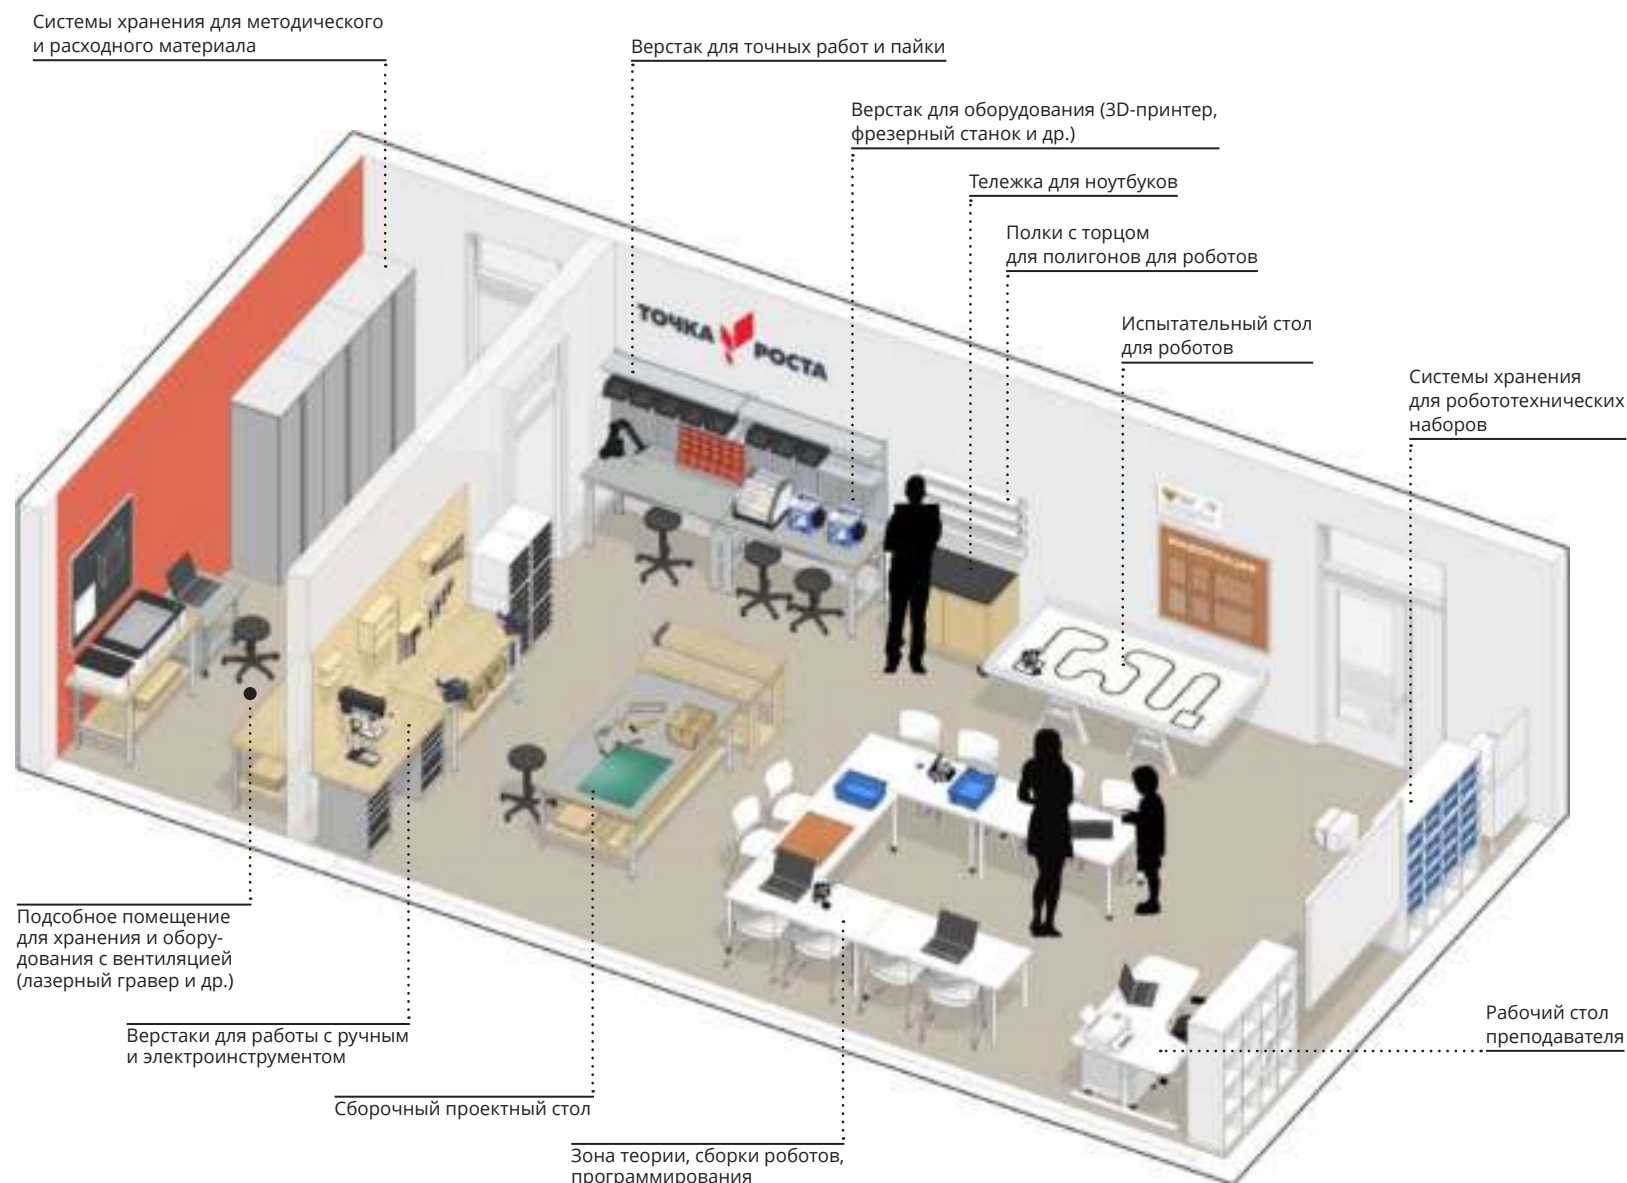 Системы хранения для методического
и расходного материала
Верстак для точных работ и пайки
Верстак для оборудования (3D-принтер,
фрезерный станок и др.)
Тележка для ноутбуков
Полки с торцом
для полигонов для роботов
Испытательный стол
для роботов
Системы хранения
для робототехнических
наборов
ТОЧКА
РОСТА
ИНФОРМАЦИЯ
Подсобное помещение
для хранения и обору-
дования с вентиляцией
(лазерный гравер и др.)
Верстаки для работы с ручным
и электроинструментом
Сборочный проектный стол
Зона теории, сборки роботов,
программирования
Рабочий стол
преподавателя